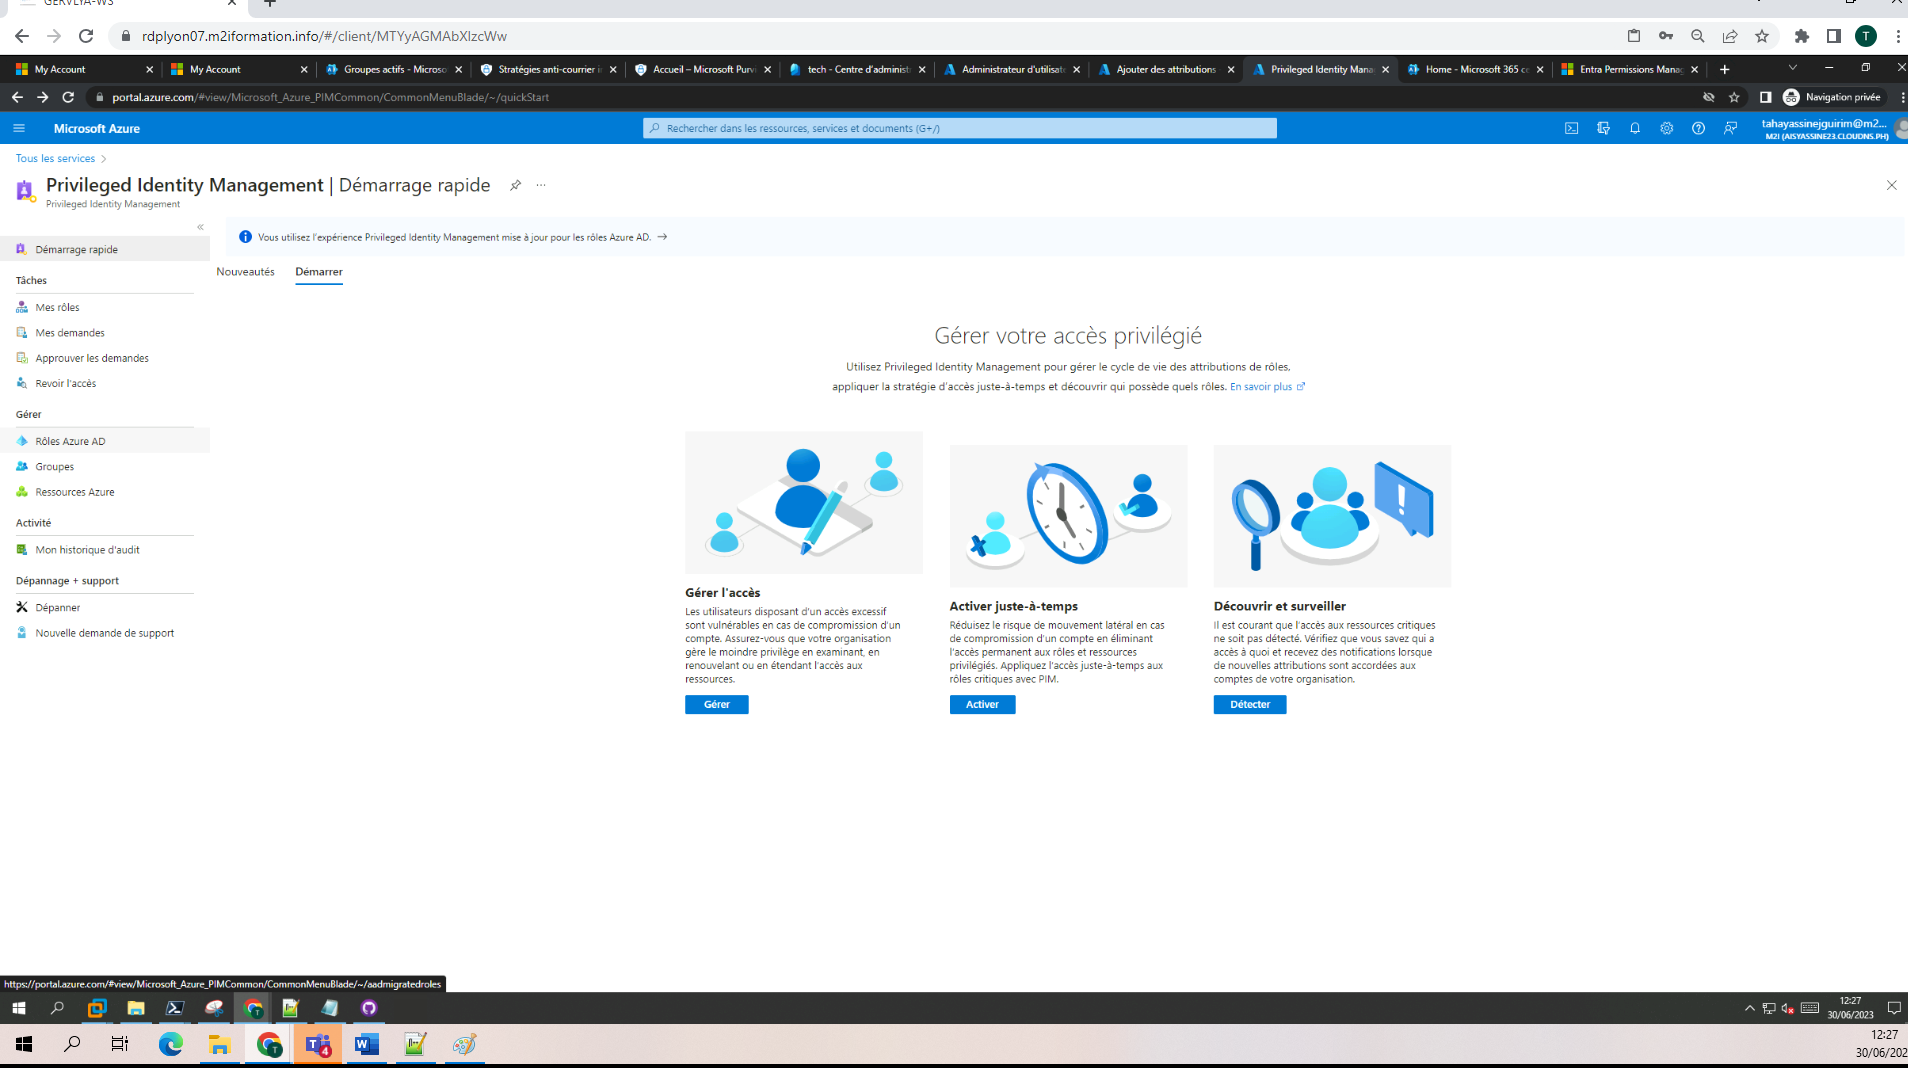 GERVLYA-WS
rdplyon07.m2iformation.info/#/client/MTYyAGMAbXlzcWw
T
My Account
My Account
Groupes actifs - Microso
Stratégies anti-courrier i
Accueil – Microsoft Purvi
tech - Centre d'administ
Administrateur d'utilisat
Ajouter des attributions
Privileged Identity Mana
Home - Microsoft 365 c
Entra Permissions Manag
portal.azure.com/#view/Microsoft_Azure_PIMCommon/CommonMenuBlade/~/quickStart
Navigation privée
Microsoft Azure
Rechercher dans les ressources, services et documents (G+/)
tahayassinejguirim@m2...
M2I (AISYASSINE23.CLOUDNS.PH)
Tous les services
Privileged Identity Management | Démarrage rapide
Privileged Identity Management
Vous utilisez l'expérience Privileged Identity Management mise à jour pour les rôles Azure AD. →
Démarrage rapide
Nouveautés
Démarrer
Tâches
Mes rôles
Mes demandes
Approuver les demandes
Revoir l'accès
Gérer
Rôles Azure AD
Groupes
Ressources Azure
Activité
Mon historique d'audit
Dépannage + support
Dépanner
Nouvelle demande de support
Gérer votre accès privilégié
Utilisez Privileged Identity Management pour gérer le cycle de vie des attributions de rôles,
appliquer la stratégie d'accès juste-à-temps et découvrir qui possède quels rôles. En savoir plus
Gérer l'accès
Les utilisateurs disposant d'un accès excessif
sont vulnérables en cas de compromission d'un
compte. Assurez-vous que votre organisation
gère le moindre privilège en examinant, en
renouvelant ou en étendant l'accès aux
ressources.
Gérer
Activer juste-à-temps
Réduisez le risque de mouvement latéral en cas
de compromission d'un compte en éliminant
l'accès permanent aux rôles et ressources
privilégiés. Appliquez l'accès juste-à-temps aux
rôles critiques avec PIM.
Activer
Découvrir et surveiller
Il est courant que l'accès aux ressources critiques
ne soit pas détecté. Vérifiez que vous savez qui a
accès à quoi et recevez des notifications lorsque
de nouvelles attributions sont accordées aux
comptes de votre organisation.
Détecter
https://portal.azure.com/#view/Microsoft_Azure_PIMCommon/CommonMenuBlade/~/aadmigratedroles
12:27
30/06/2023
4
12:27
30/06/202